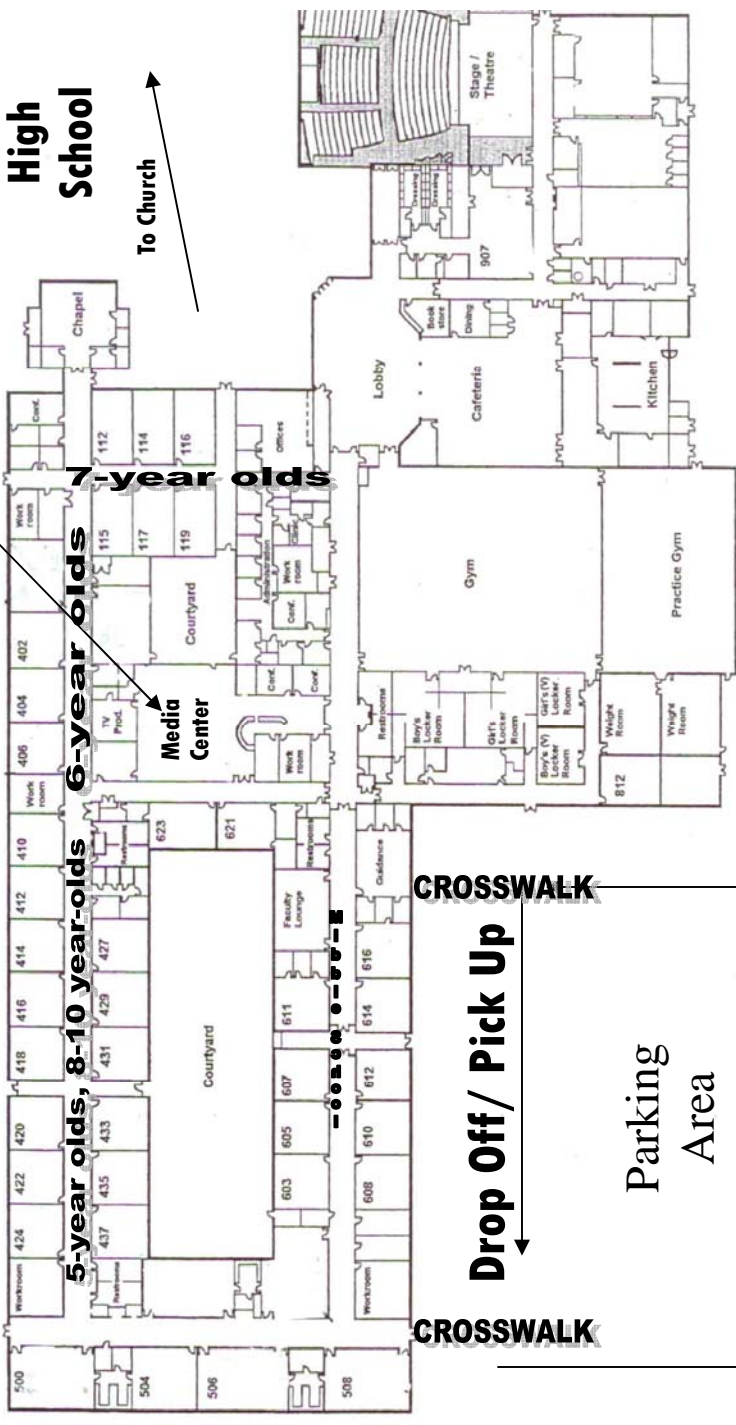 High
School
To Church
Stage /
Theatre
Dressing
Dressing
907
Chapel
Book
store
Dining
Lobby
Cafeteria
Kitchen
Conf.
112
114
116
Offices
7-year olds
Work
room
115
117
119
Administration
Clinic
Work
room
Conf.
Courtyard
Gym
Practice Gym
6-year olds
402
404
406
Work
room
TV
Prod.
Media
Center
Conf.
Conf.
Work
room
Restrooms
Boy's
Locker
Room
Girl's
Locker
Room
Girl's (V)
Locker
Room
Boy's (V)
Locker
Room
Weight
Room
Weight
Room
812
5-year olds, 8-10 year-olds
410
412
414
416
418
420
422
424
Workroom
Restrooms
427
429
431
433
435
437
Restrooms
623
621
Restrooms
Courtyard
Faculty
Lounge
611
607
605
603
Guidance
616
614
612
610
608
Workroom
500
504
506
508
CROSSWALK
Drop Off/ Pick Up
CROSSWALK
Parking
Area